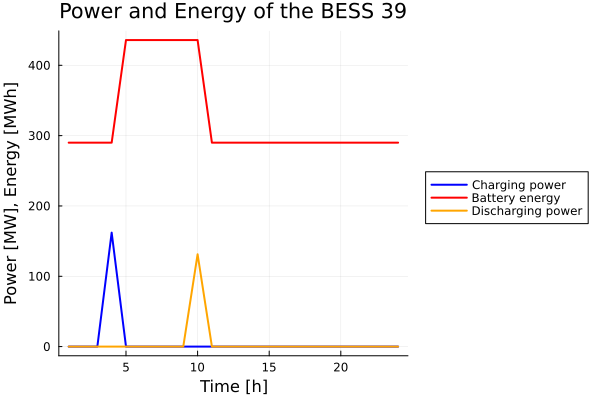 Power and Energy of the BESS 39
Power [MW], Energy [MWh]
400
300
200
100
0
5
10
15
20
Time [h]
Charging power
Battery energy
Discharging power